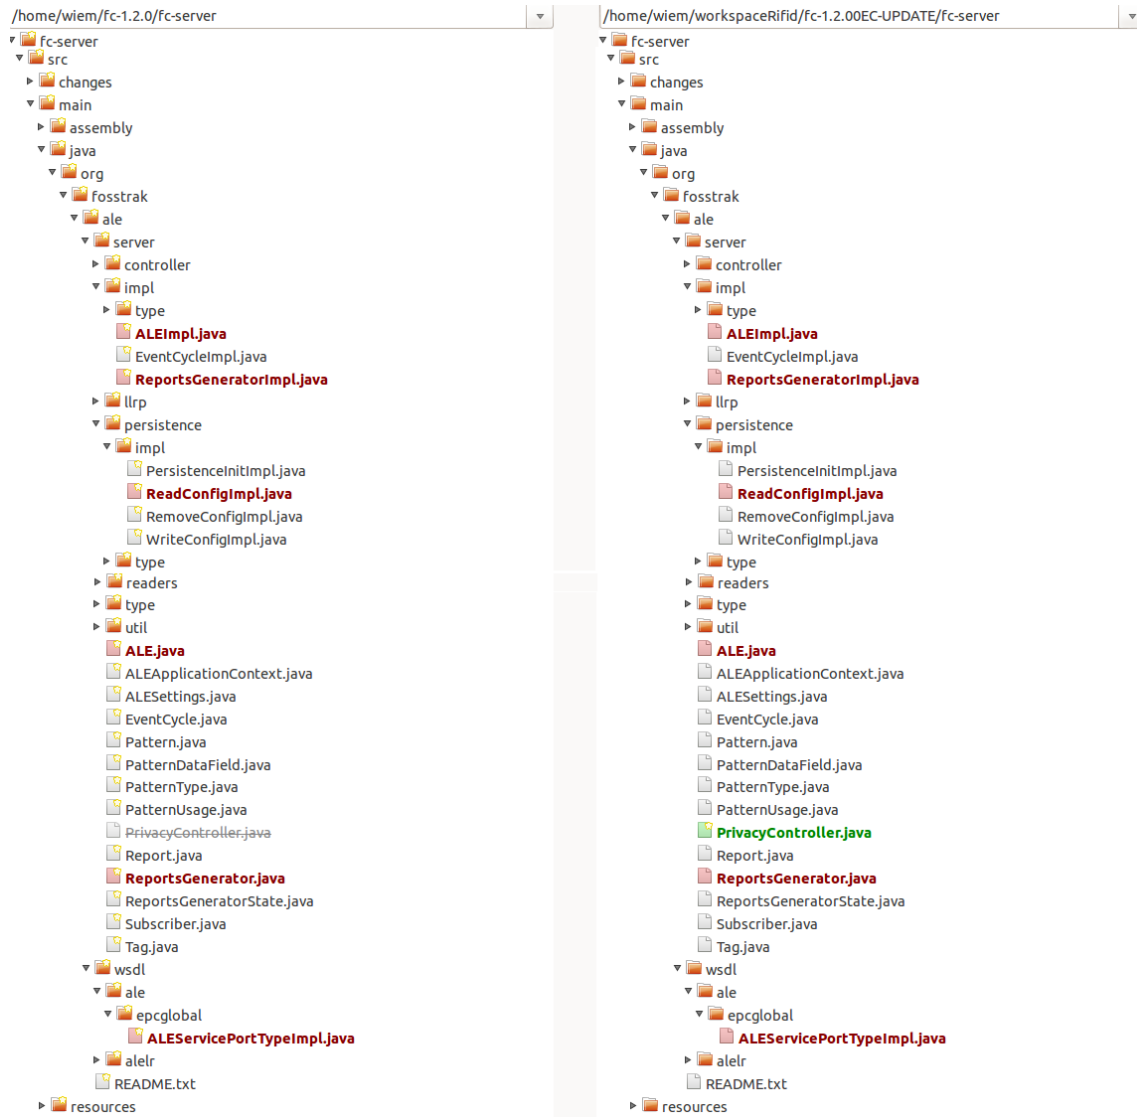 /home/wiem/fc-1.2.0/fc-server
fc-server
src
changes
main
assembly
java
org
fosstrak
ale
server
controller
impl
type
ALEImpl.java
EventCycleImpl.java
ReportsGeneratorImpl.java
llrp
persistence
impl
PersistenceInitImpl.java
ReadConfigImpl.java
RemoveConfigImpl.java
WriteConfigImpl.java
type
readers
type
util
ALE.java
ALEApplicationContext.java
ALESettings.java
EventCycle.java
Pattern.java
PatternDataField.java
PatternType.java
PatternUsage.java
PrivacyController.java
Report.java
ReportsGenerator.java
ReportsGeneratorState.java
Subscriber.java
Tag.java
wsdl
ale
epcglobal
ALEServicePortTypeImpl.java
alelr
README.txt
resources
/home/wiem/workspaceRifid/fc-1.2.00EC-UPDATE/fc-server
fc-server
src
changes
main
assembly
java
org
fosstrak
ale
server
controller
impl
type
ALEImpl.java
EventCycleImpl.java
ReportsGeneratorImpl.java
llrp
persistence
impl
PersistenceInitImpl.java
ReadConfigImpl.java
RemoveConfigImpl.java
WriteConfigImpl.java
type
readers
type
util
ALE.java
ALEApplicationContext.java
ALESettings.java
EventCycle.java
Pattern.java
PatternDataField.java
PatternType.java
PatternUsage.java
PrivacyController.java
Report.java
ReportsGenerator.java
ReportsGeneratorState.java
Subscriber.java
Tag.java
wsdl
ale
epcglobal
ALEServicePortTypeImpl.java
alelr
README.txt
resources